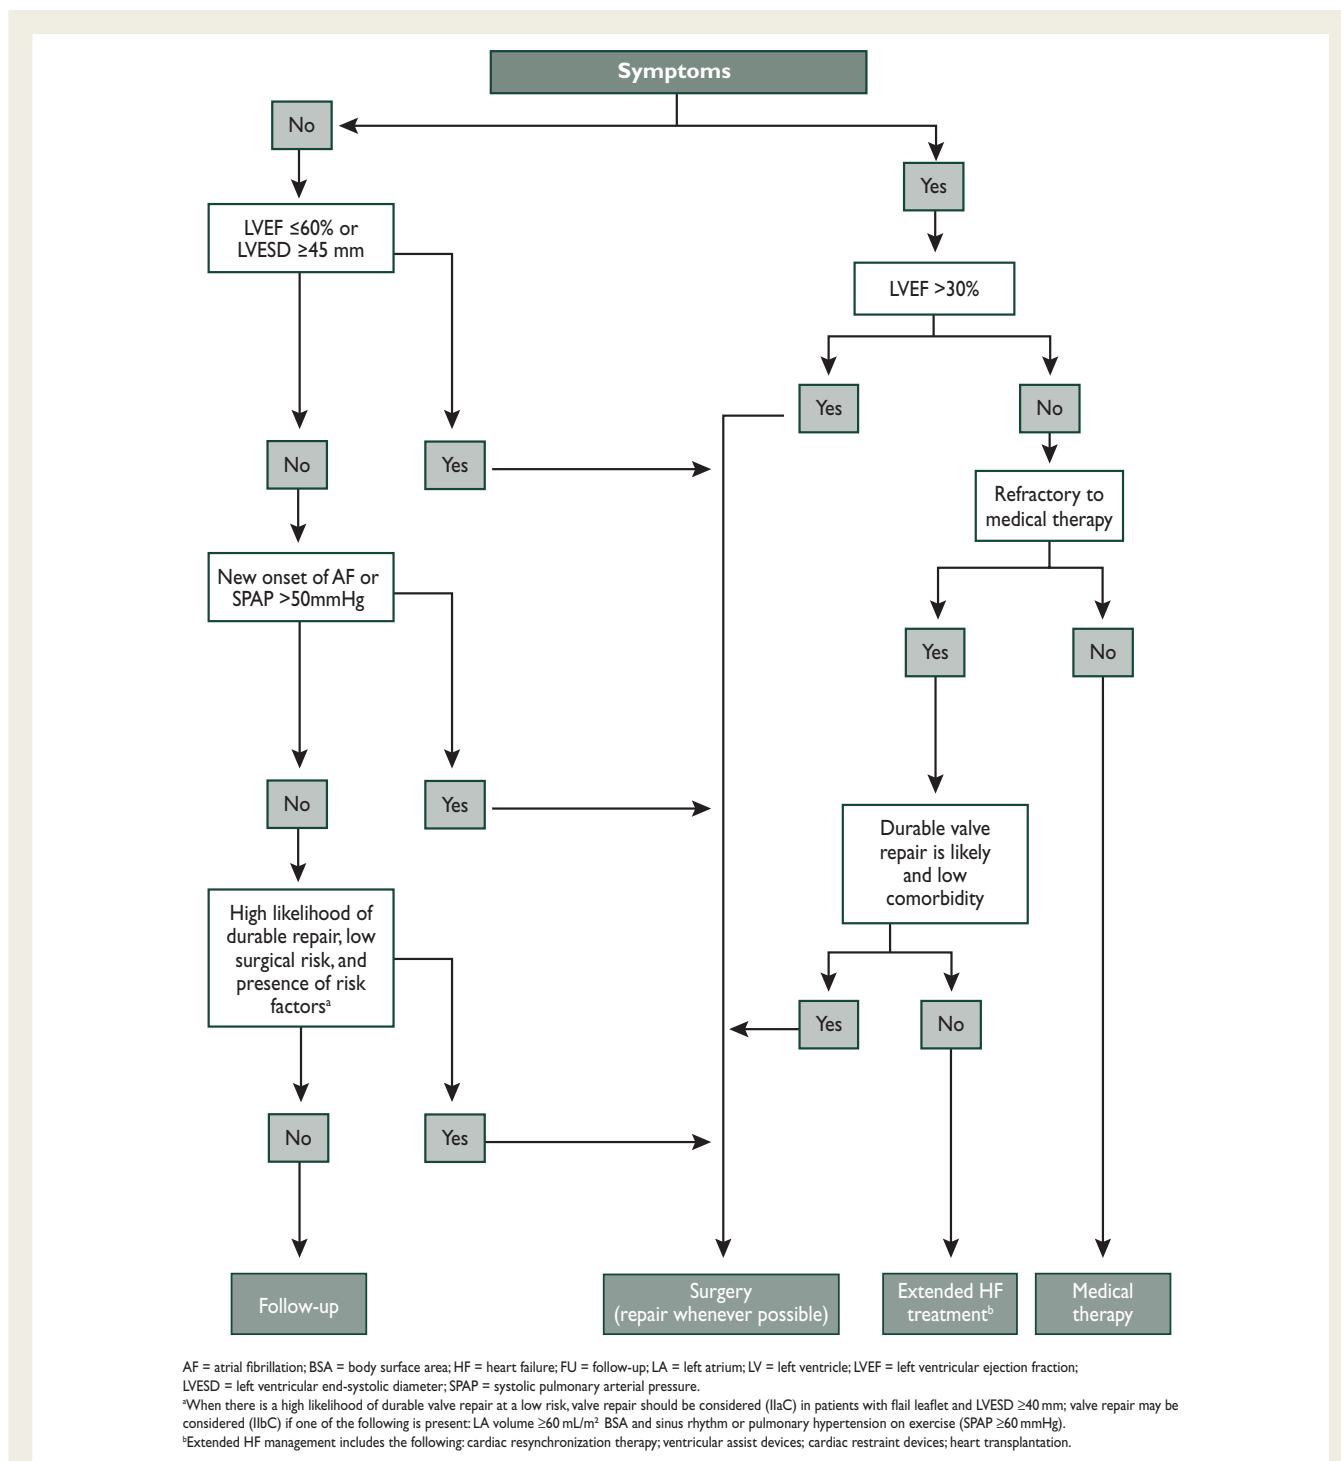 Symptoms
No
Yes
LVEF ≤60% or
LVESD ≥45 mm
LVEF >30%
Yes
No
No
Yes
Refractory to
medical therapy
New onset of AF or
SPAP >50mmHg
Yes
No
No
Yes
Durable valve
repair is likely
and low
comorbidity
High likelihood of
durable repair, low
surgical risk, and
presence of risk
factorsᵃ
Yes
No
No
Yes
Follow-up
Surgery
(repair whenever possible)
Extended HF
treatmentᵇ
Medical
therapy
AF = atrial fibrillation; BSA = body surface area; HF = heart failure; FU = follow-up; LA = left atrium; LV = left ventricle; LVEF = left ventricular ejection fraction;
LVESD = left ventricular end-systolic diameter; SPAP = systolic pulmonary arterial pressure.
ᵃWhen there is a high likelihood of durable valve repair at a low risk, valve repair should be considered (IIaC) in patients with flail leaflet and LVESD ≥40 mm; valve repair may be
considered (IIbC) if one of the following is present: LA volume ≥60 mL/m² BSA and sinus rhythm or pulmonary hypertension on exercise (SPAP ≥60 mmHg).
ᵇExtended HF management includes the following: cardiac resynchronization therapy; ventricular assist devices; cardiac restraint devices; heart transplantation.